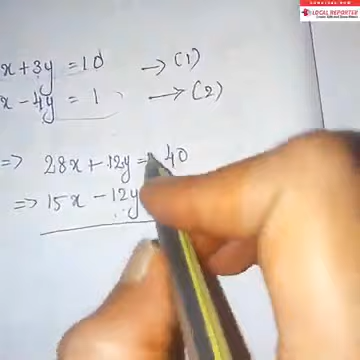 LOCAL REPORTER
x + 3y = 10 → (1)
x - 4y = 1 → (2)
⇒ 28x + 12y = 40
⇒ 15x - 12y